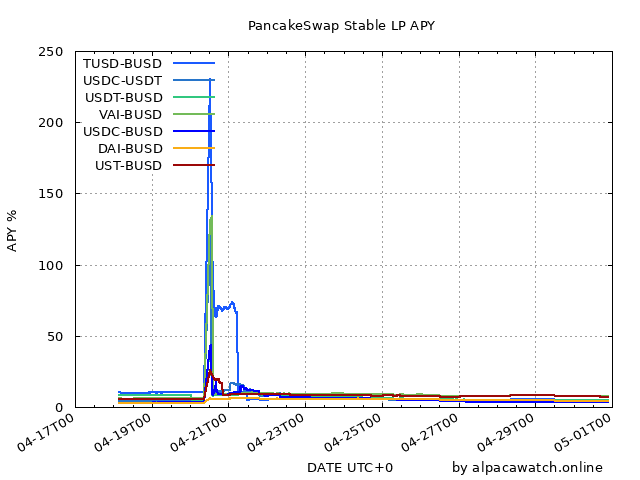 PancakeSwap Stable LP APY
250
200
150
100
50
0
APY %
TUSD-BUSD
USDC-USDT
USDT-BUSD
VAI-BUSD
USDC-BUSD
DAI-BUSD
UST-BUSD
04-17T00
04-19T00
04-21T00
04-23T00
04-25T00
04-27T00
04-29T00
05-01T00
DATE UTC+0
by alpacawatch.online